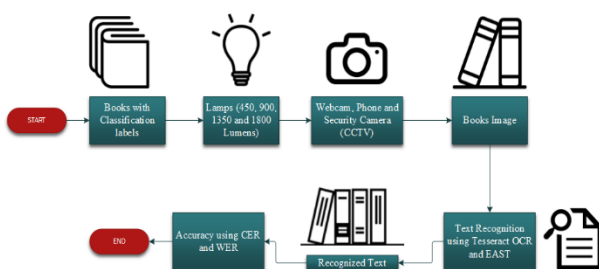 START
Books with
Classification
labels
Lamps (450, 900,
1350 and 1800
Lumens)
Webcam, Phone and
Security Camera
(CCTV)
Books Image
Text Recognition
using Tesseract OCR
and EAST
Recognized Text
Accuracy using CER
and WER
END